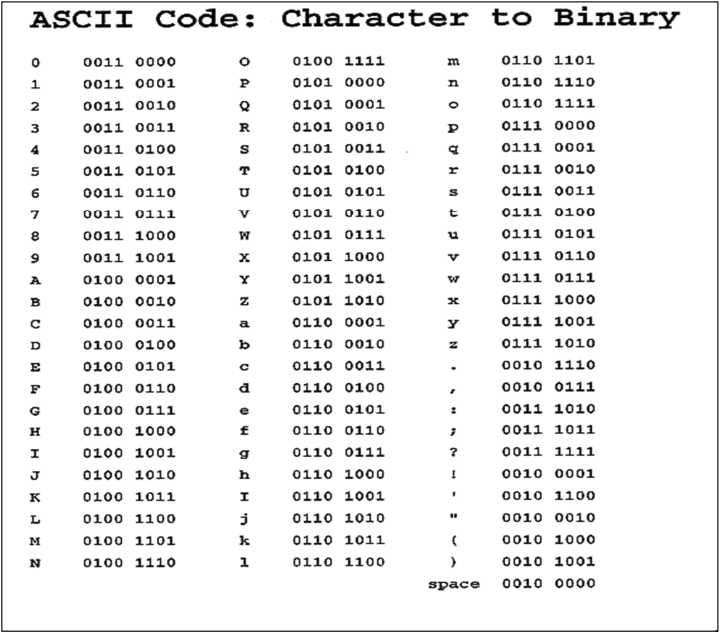 ASCII Code: Character to Binary
0 0011 0000 O 0100 1111 m 0110 1101
1 0011 0001 P 0101 0000 n 0110 1110
2 0011 0010 Q 0101 0001 o 0110 1111
3 0011 0011 R 0101 0010 p 0111 0000
4 0011 0100 S 0101 0011 q 0111 0001
5 0011 0101 T 0101 0100 r 0111 0010
6 0011 0110 U 0101 0101 s 0111 0011
7 0011 0111 V 0101 0110 t 0111 0100
8 0011 1000 W 0101 0111 u 0111 0101
9 0011 1001 X 0101 1000 v 0111 0110
A 0100 0001 Y 0101 1001 w 0111 0111
B 0100 0010 Z 0101 1010 x 0111 1000
C 0100 0011 a 0110 0001 y 0111 1001
D 0100 0100 b 0110 0010 z 0111 1010
E 0100 0101 c 0110 0011 . 0010 1110
F 0100 0110 d 0110 0100 , 0010 0111
G 0100 0111 e 0110 0101 : 0011 1010
H 0100 1000 f 0110 0110 ; 0011 1011
I 0100 1001 g 0110 0111 ? 0011 1111
J 0100 1010 h 0110 1000 ! 0010 0001
K 0100 1011 I 0110 1001 ' 0010 1100
L 0100 1100 j 0110 1010 " 0010 0010
M 0100 1101 k 0110 1011 ( 0010 1000
N 0100 1110 l 0110 1100 ) 0010 1001
space 0010 0000